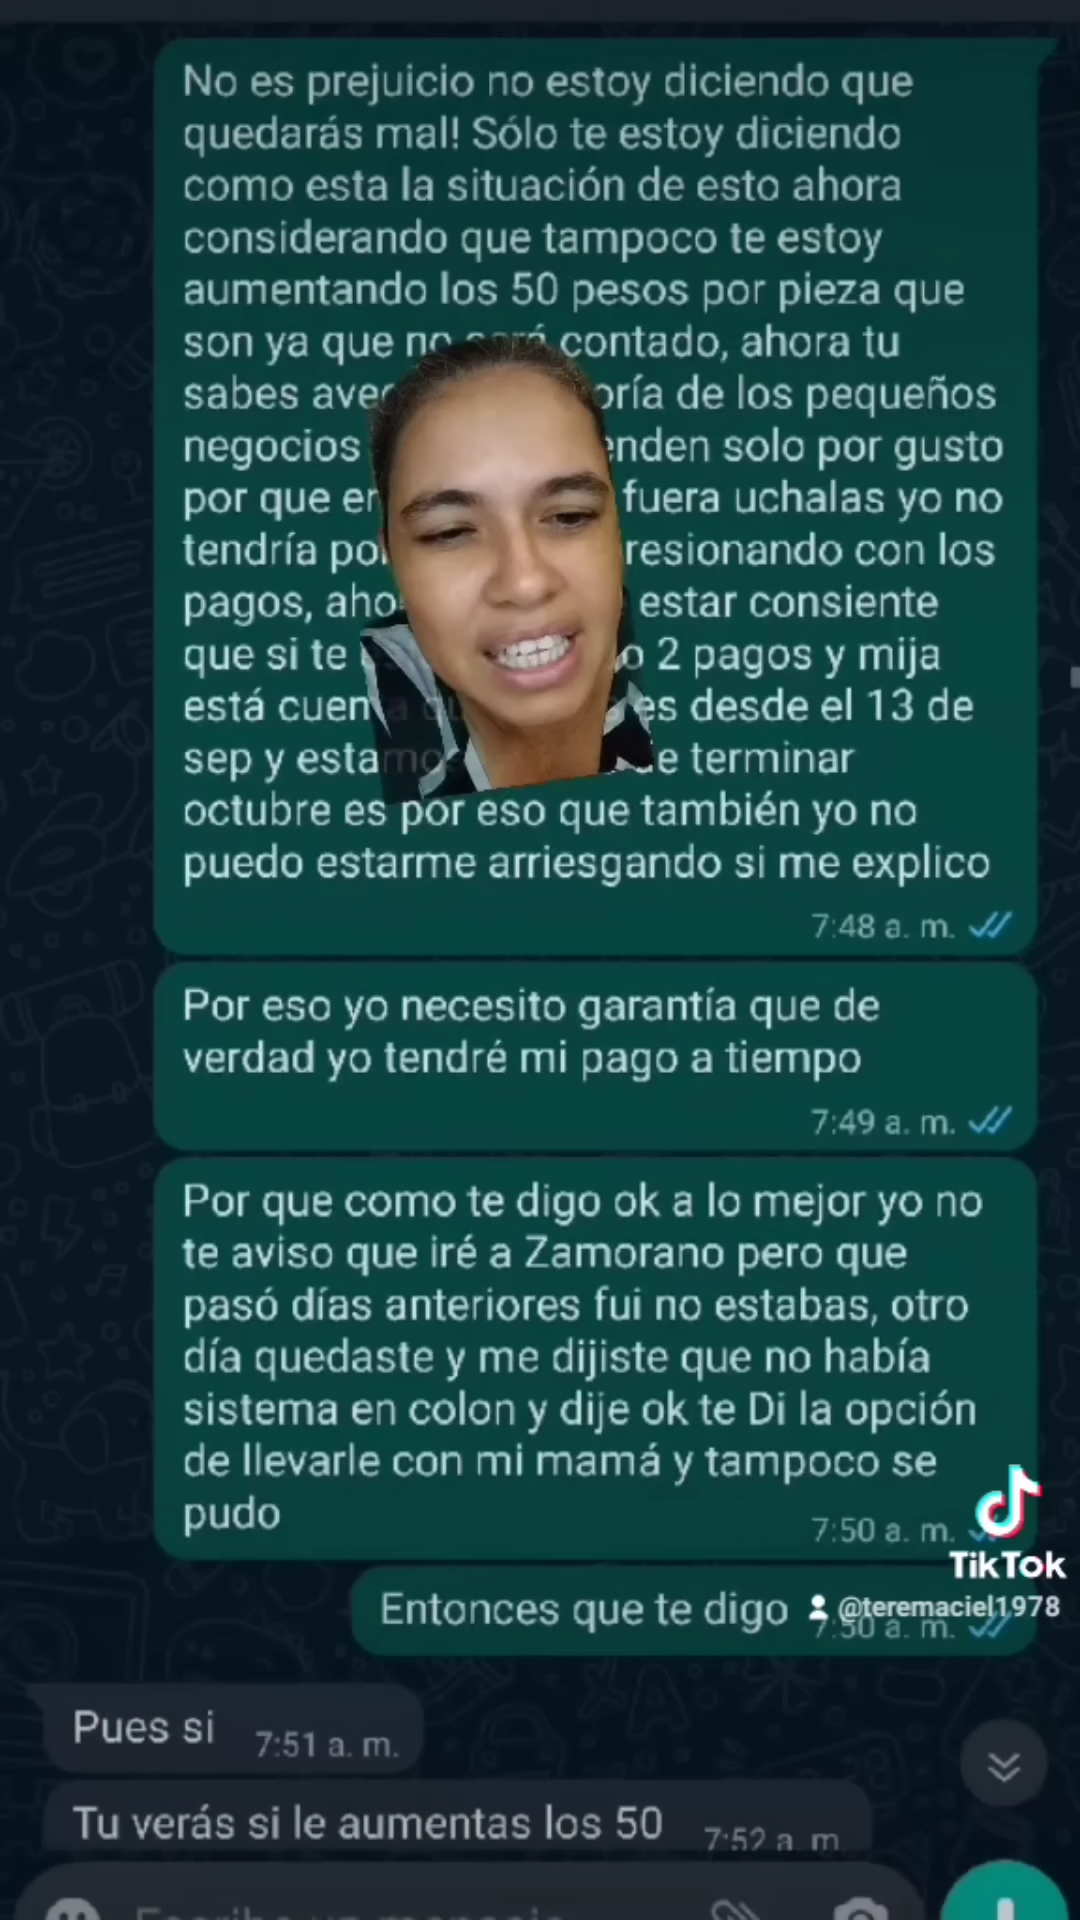 No es prejuicio no estoy diciendo que
quedarás mal! Sólo te estoy diciendo
como esta la situación de esto ahora
considerando que tampoco te estoy
aumentando los 50 pesos por pieza que
son ya que no será contado, ahora tu
sabes de los pequeños
negocios solo por gusto
por que fuera uchalas yo no
tendría con los
pagos, estar consiente
que si te 2 pagos y mija
está desde el 13 de
sep y terminar
octubre es por eso que también yo no
puedo estarme arriesgando si me explico
7:48 a. m.
Por eso yo necesito garantía que de
verdad yo tendré mi pago a tiempo
7:49 a. m.
Por que como te digo ok a lo mejor yo no
te aviso que iré a Zamorano pero que
pasó días anteriores fui no estabas, otro
día quedaste y me dijiste que no había
sistema en colon y dije ok te Di la opción
de llevarle con mi mamá y tampoco se
pudo
7:50 a. m.
TikTok
@teremaciel1978
Entonces que te digo
7:50 a. m.
Pues si 7:51 a. m.
Tu verás si le aumentas los 50 7:52 a. m.